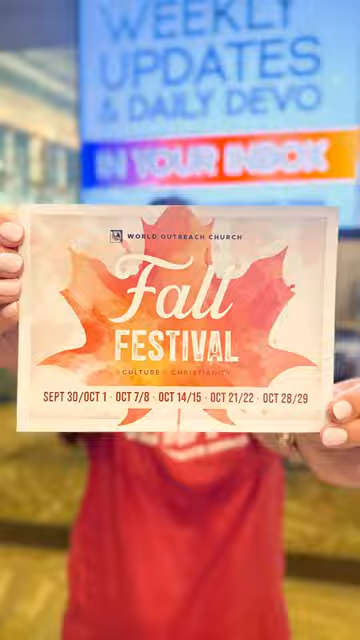 WEEKLY
UPDATES
& DAILY DEVO
IN YOUR INBOX
WORLD OUTREACH CHURCH
Fall
FESTIVAL
CULTURE CHRISTIANITY
SEPT 30/OCT 1 · OCT 7/8 · OCT 14/15 · OCT 21/22 · OCT 28/29